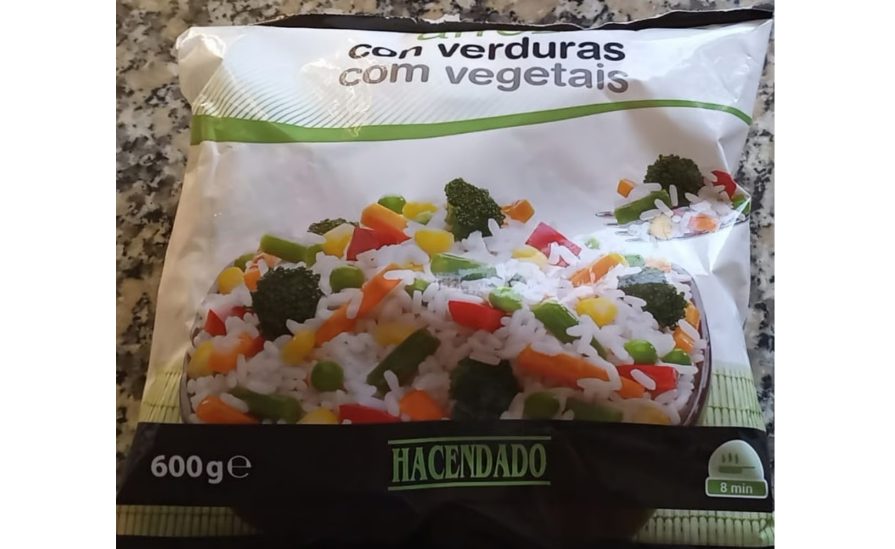 con verduras
com vegetais
600g℮
HACENDADO
8 min